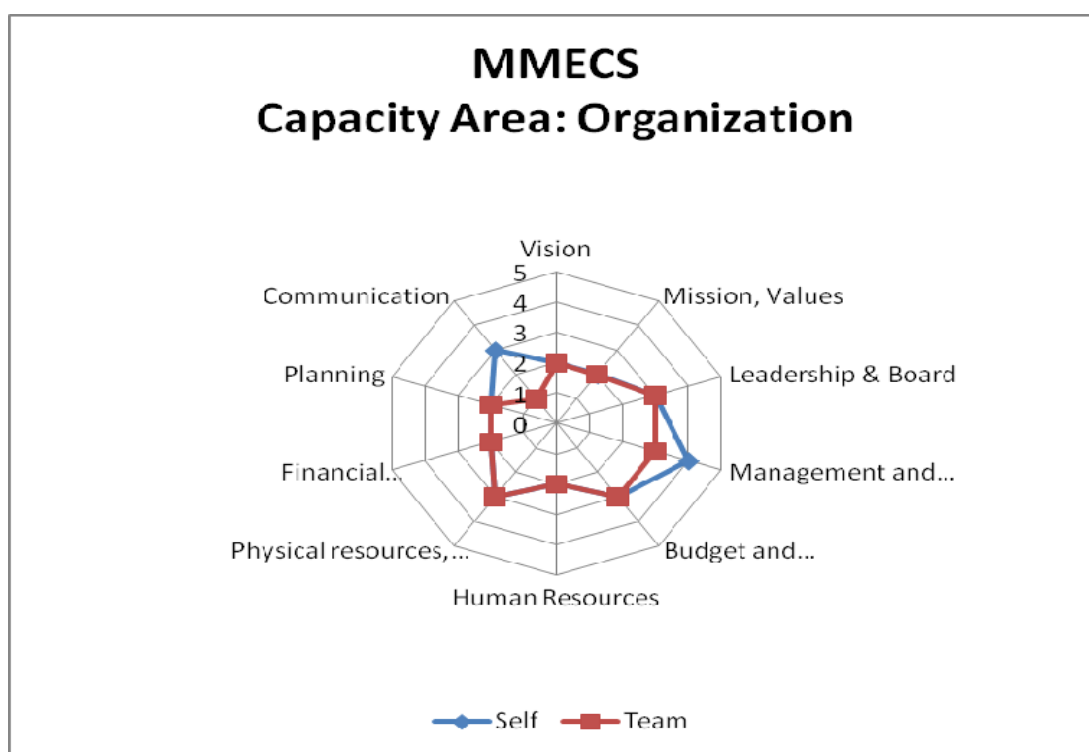 MMECS
Capacity Area: Organization
Vision
Mission, Values
Leadership & Board
Management and...
Budget and...
Human Resources
Physical resources,...
Financial...
Planning
Communication
5
4
3
2
1
0
Self
Team